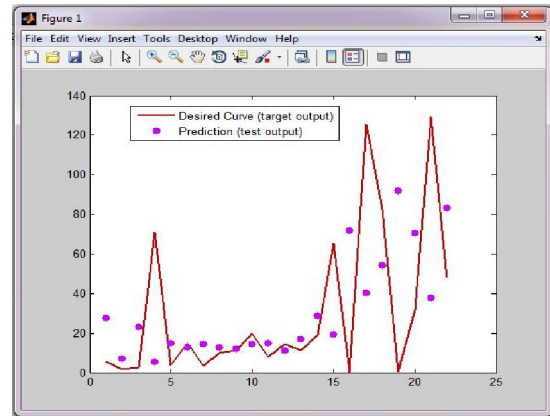 Figure 1
File Edit View Insert Tools Desktop Window Help
140
120
100
80
60
40
20
0
Desired Curve (target output)
Prediction (test output)
0 5 10 15 20 25